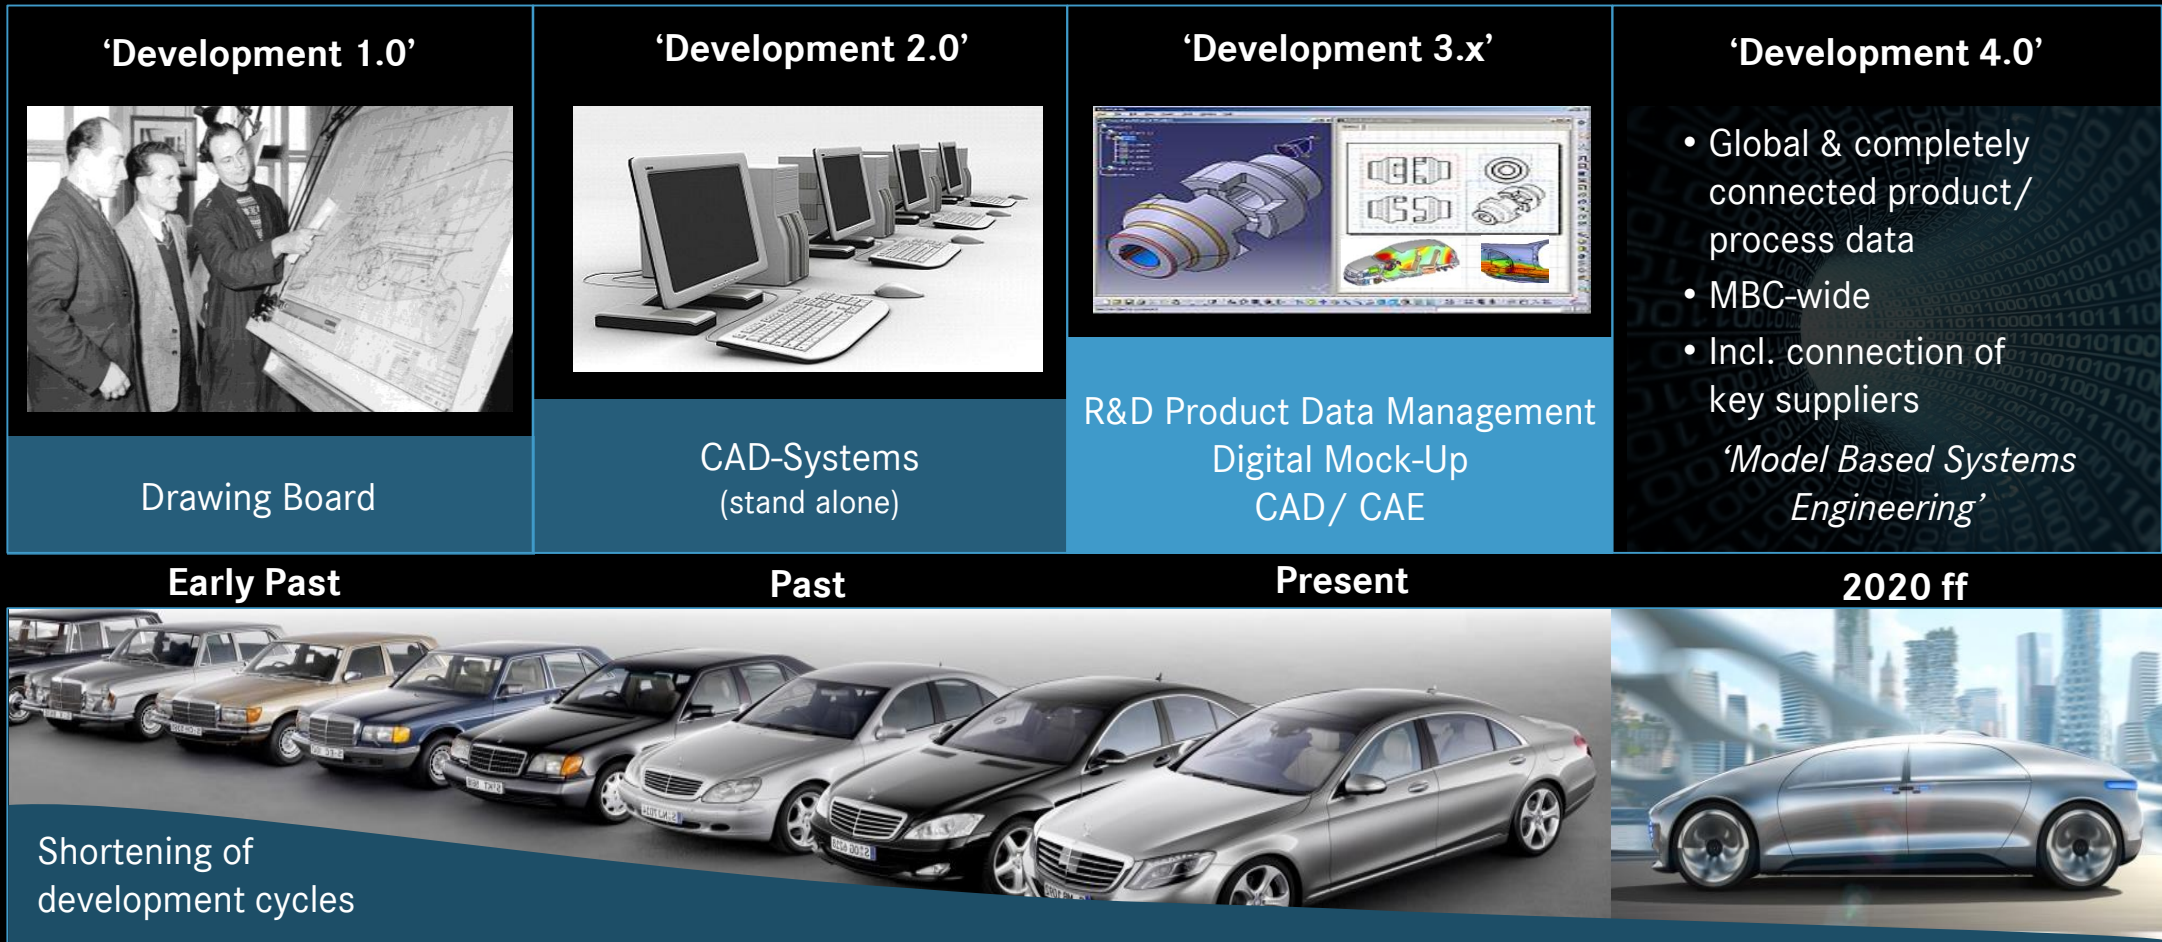 ‘Development 1.0’
Drawing Board
‘Development 2.0’
CAD-Systems
(stand alone)
‘Development 3.x’
R&D Product Data Management
Digital Mock-Up
CAD/ CAE
‘Development 4.0’
• Global & completely
connected product/
process data
• MBC-wide
• Incl. connection of
key suppliers
‘Model Based Systems
Engineering’
Early Past
Past
Present
2020 ff
Shortening of
development cycles